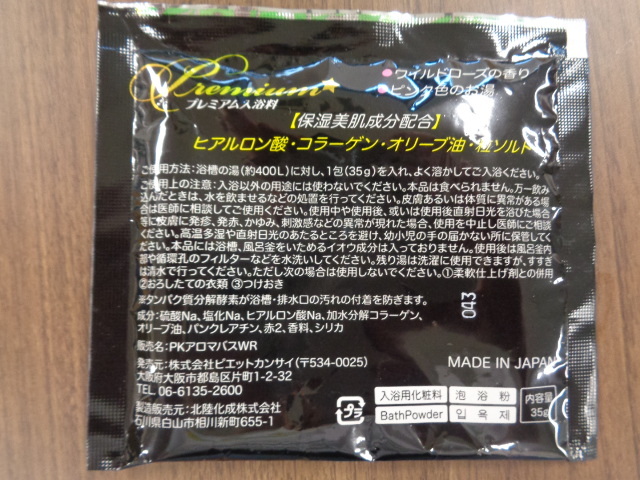 Premium
プレミアム入浴料
●ワイルドローズの香り
●ピンク色のお湯
【保湿美肌成分配合】
ヒアルロン酸・コラーゲン・オリーブ油・粒ソルト
ご使用方法:浴槽の湯(約400L)に対し、1包(35g)を入れ、よく溶かしてご入浴ください。
ご使用上の注意:入浴以外の用途には使わないでください。本品は食べられません。万一飲み
込んだときは、水を飲ませるなどの処置を行ってください。皮膚あるいは体質に異常がある場
合は医師に相談してご使用ください。使用中や使用後、或いは使用後直射日光を浴びた場合
等に皮膚に発疹、発赤、かゆみ、刺激感などの異常が現れた場合、使用を中止し医師にご相談
ください。高温多湿や直射日光のあたるところを避け、幼小児の手の届かない所に保管してく
ださい。本品には浴槽、風呂釜をいためるイオウ成分は入っておりません。使用後は風呂釜内
部や循環孔のフィルターなどを水洗いしてください。残り湯は洗濯に使用できますが、すすぎ
は清水で行ってください。ただし次の場合は使用しないでください。①柔軟仕上げ剤との併用
②おろしたての衣類 ③つけおき
※タンパク質分解酵素が浴槽・排水口の汚れの付着を防ぎます。
成分:硫酸Na、塩化Na、ヒアルロン酸Na、加水分解コラーゲン、
オリーブ油、パンクレアチン、赤2、香料、シリカ
販売名:PKアロマバスWR
発売元:株式会社ピエットカンサイ(〒534-0025)
大阪府大阪市都島区片町1-2-32
TEL 06-6135-2600
製造販売元:北陸化成株式会社
石川県白山市相川新町655-1
043
MADE IN JAPAN
プラ
入浴用化粧料 泡浴粉 内容量
BathPowder 입욕제 35g